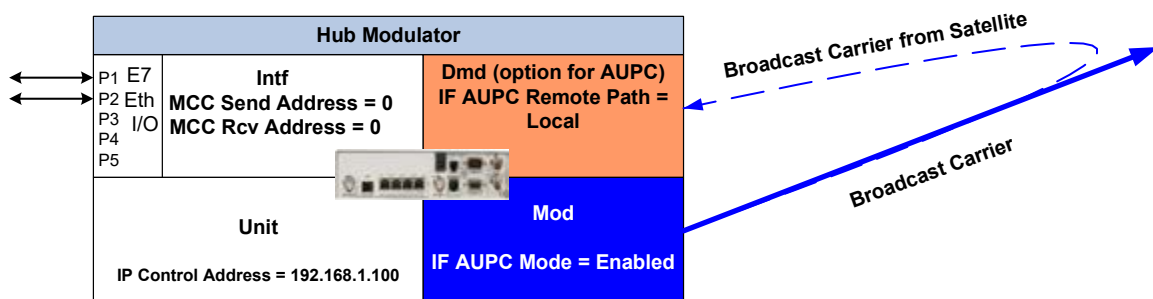 Hub Modulator
P1 E7
P2 Eth
P3 I/O
P4
P5
Intf
MCC Send Address = 0
MCC Rcv Address = 0
Dmd (option for AUPC)
IF AUPC Remote Path =
Local
Unit
IP Control Address = 192.168.1.100
Mod
IF AUPC Mode = Enabled
Broadcast Carrier from Satellite
Broadcast Carrier